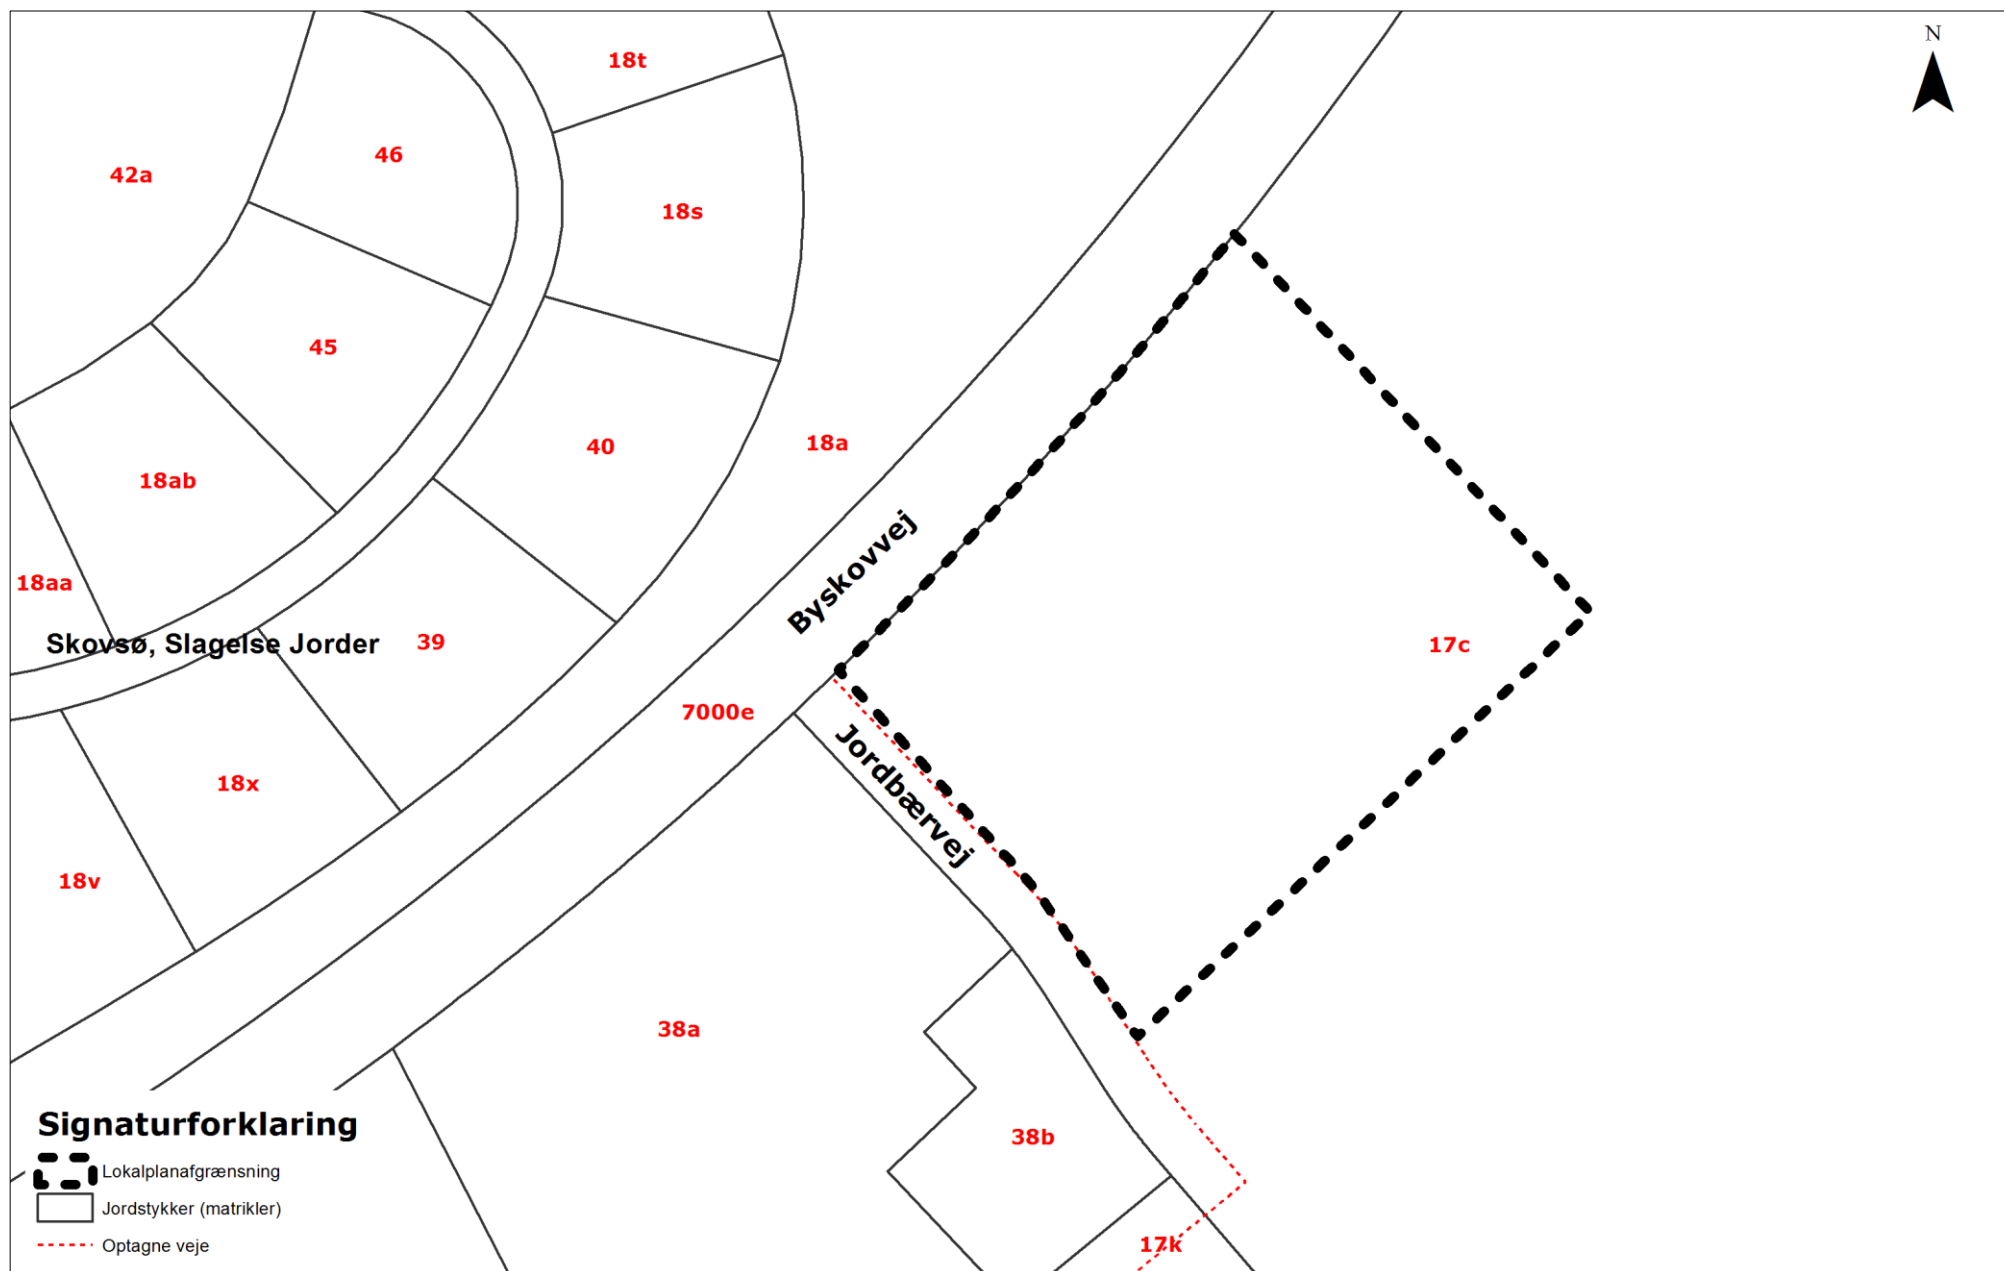 N
18t
46
42a
18s
45
18a
40
18ab
Byskovvej
18aa
Skovsø, Slagelse Jorder
39
17c
7000e
Jordbærvej
18x
18v
38a
38b
17k
Signaturforklaring
Lokalplanafgrænsning
Jordstykker (matrikler)
Optagne veje